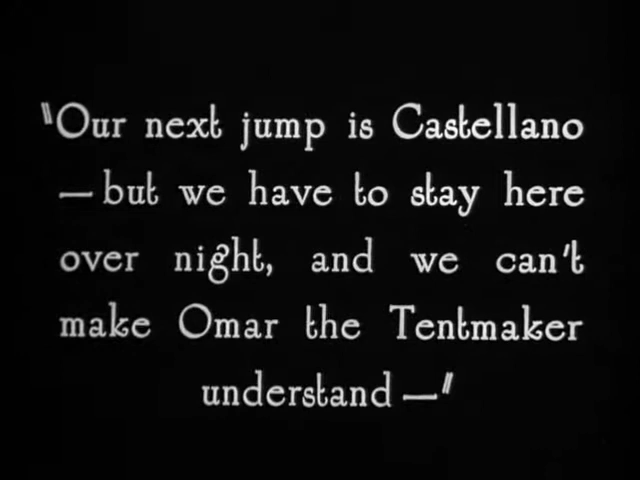 "Our next jump is Castellano
—but we have to stay here
over night, and we can't
make Omar the Tentmaker
understand—"